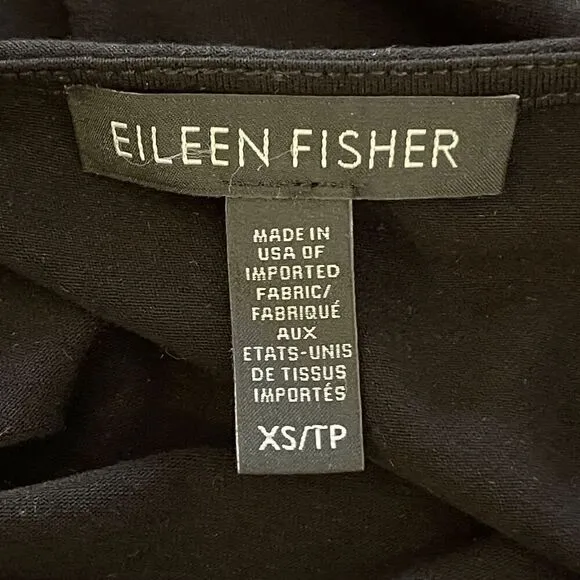 EILEEN FISHER
MADE IN
USA OF
IMPORTED
FABRIC/
FABRIQUÉ
AUX
ETATS-UNIS
DE TISSUS
IMPORTÉS
XS/TP